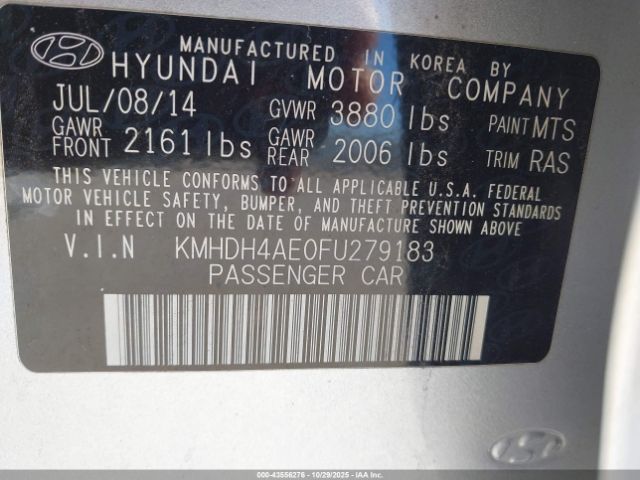 MANUFACTURED IN KOREA BY
HYUNDAI MOTOR COMPANY
JUL/08/14 GVWR 3880 lbs PAINT MTS
GAWR FRONT 2161 lbs GAWR REAR 2006 lbs TRIM RAS
THIS VEHICLE CONFORMS TO ALL APPLICABLE U.S.A. FEDERAL
MOTOR VEHICLE SAFETY, BUMPER, AND THEFT PREVENTION STANDARDS
IN EFFECT ON THE DATE OF MANUFACTURE SHOWN ABOVE
V.I.N KMHDH4AE0FU279183
PASSENGER CAR
000-43556276 - 10/29/2025 - IAA, Inc.